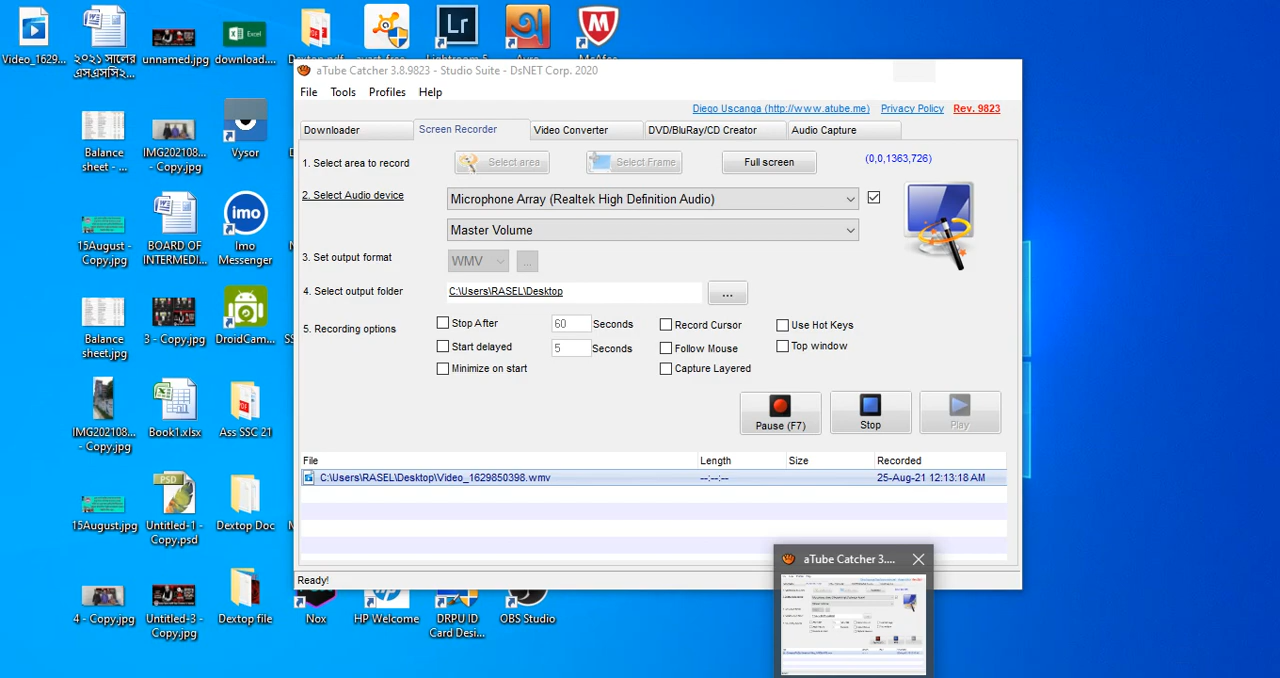 Video_1629...
২০২১ সালের
এসএসসি২...
unnamed.jpg
download....
aTube Catcher 3.8.9823 - Studio Suite - DsNET Corp. 2020
File Tools Profiles Help
Diego Uscanga (http://www.atube.me) Privacy Policy Rev. 9823
Downloader Screen Recorder Video Converter DVD/BluRay/CD Creator Audio Capture
1. Select area to record Select area Select Frame Full screen (0,0,1363,726)
2. Select Audio device Microphone Array (Realtek High Definition Audio)
Master Volume
3. Set output format WMV ...
4. Select output folder C:\Users\RASEL\Desktop ...
5. Recording options
Stop After 60 Seconds Record Cursor Use Hot Keys
Start delayed 5 Seconds Follow Mouse Top window
Minimize on start Capture Layered
Pause (F7) Stop Play
File Length Size Recorded
C:\Users\RASEL\Desktop\Video_1629850398.wmv --:--:-- 25-Aug-21 12:13:18 AM
Ready!
aTube Catcher 3....
Balance
sheet - ...
IMG202108...
- Copy.jpg
Vysor
15August -
Copy.jpg
BOARD OF
INTERMEDI...
imo
Imo
Messenger
Balance
sheet.jpg
3 - Copy.jpg
DroidCam...
IMG202108...
- Copy.jpg
Book1.xlsx
Ass SSC 21
15August.jpg
PSD
Untitled-1 -
Copy.psd
Dextop Doc
4 - Copy.jpg
Untitled-3 -
Copy.jpg
Dextop file
Nox
HP Welcome
DRPU ID
Card Desi...
OBS Studio